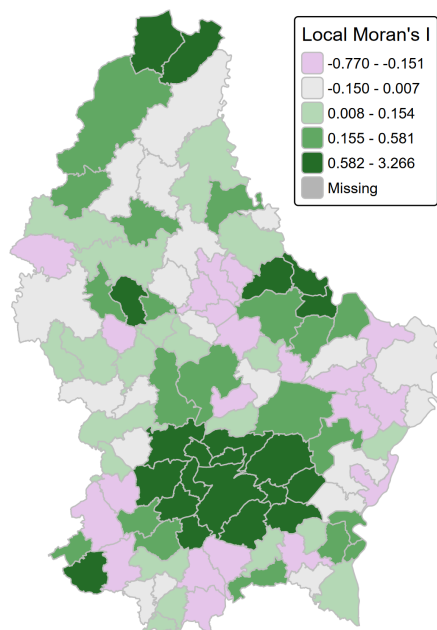 Local Moran's I
-0.770 - -0.151
-0.150 - 0.007
0.008 - 0.154
0.155 - 0.581
0.582 - 3.266
Missing